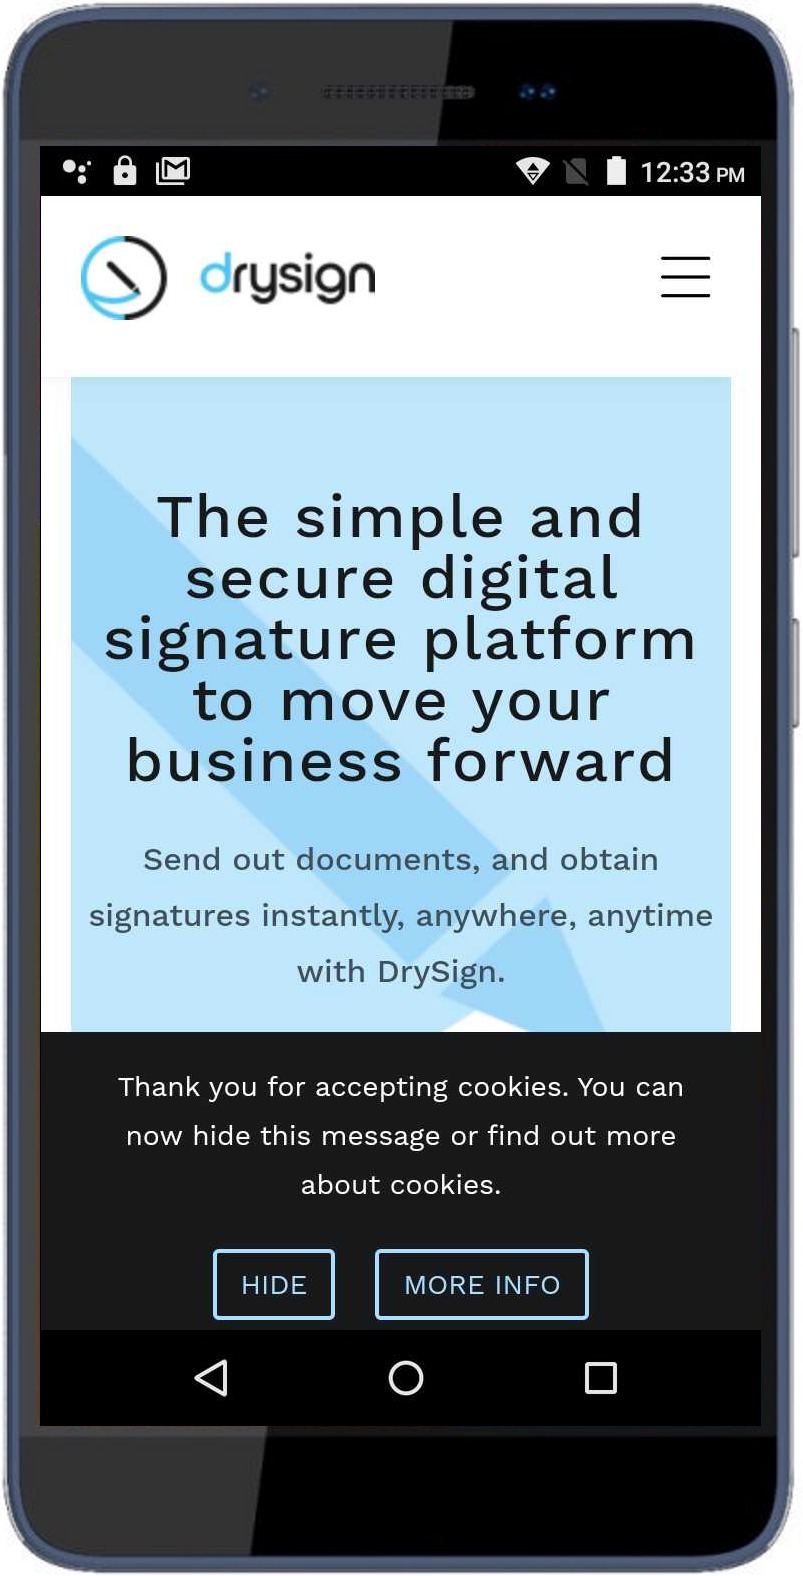 12:33 PM
drysign
The simple and
secure digital
signature platform
to move your
business forward
Send out documents, and obtain
signatures instantly, anywhere, anytime
with DrySign.
Thank you for accepting cookies. You can
now hide this message or find out more
about cookies.
HIDE
MORE INFO